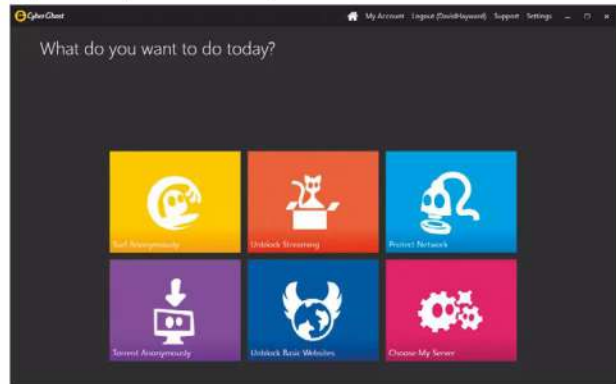 CyberGhost
My Account Logout (DavidHayward) Support Settings
What do you want to do today?
Surf Anonymously
Unblock Streaming
Protect Network
Torrent Anonymously
Unblock Basic Websites
Choose My Server